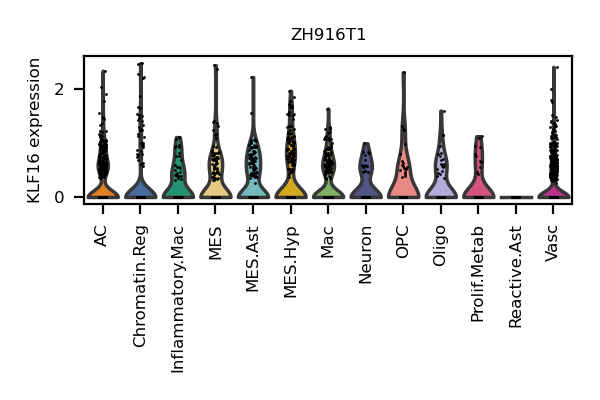 ZH916T1
KLF16 expression
2
0
AC
Chromatin.Reg
Inflammatory.Mac
MES
MES.Ast
MES.Hyp
Mac
Neuron
OPC
Oligo
Prolif.Metab
Reactive.Ast
Vasc